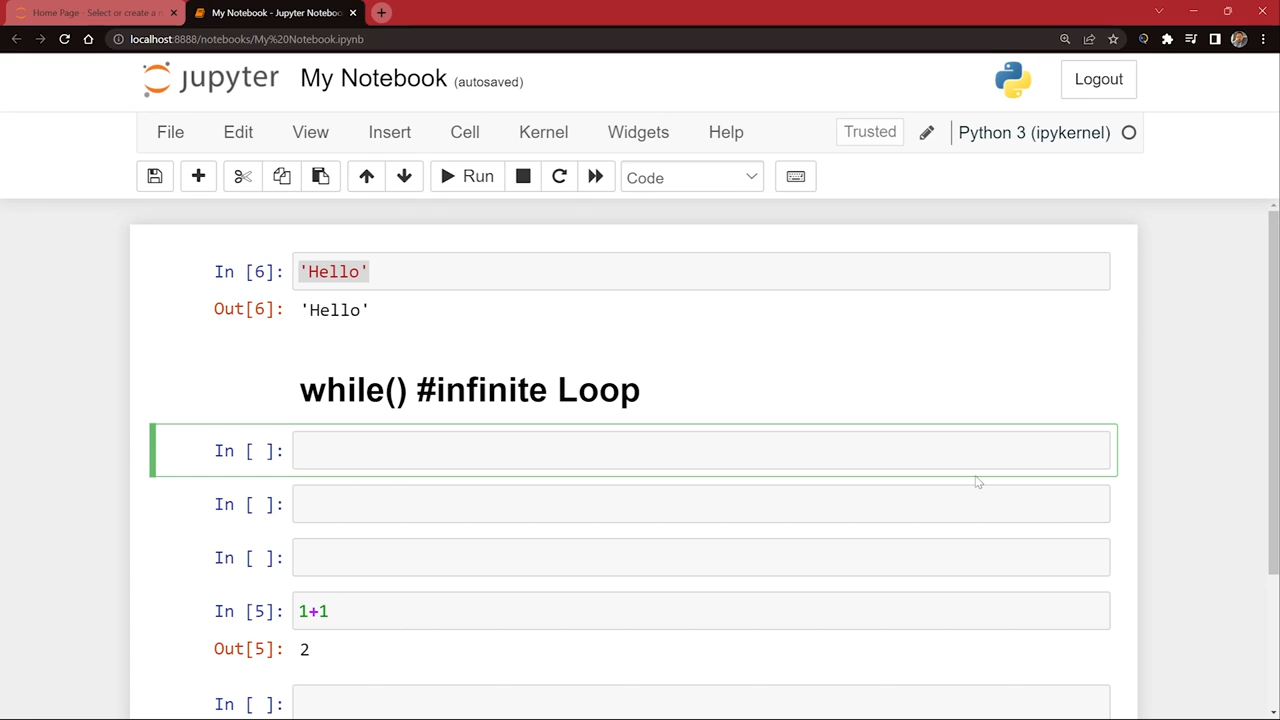 Home Page - Select or create a n
My Notebook - Jupyter Noteboo
localhost:8888/notebooks/My%20Notebook.ipynb
jupyter My Notebook (autosaved) Logout
File Edit View Insert Cell Kernel Widgets Help Trusted Python 3 (ipykernel)
Run Code
In [6]: 'Hello'
Out[6]: 'Hello'
while() #infinite Loop
In [ ]:
In [ ]:
In [ ]:
In [5]: 1+1
Out[5]: 2
In [ ]: